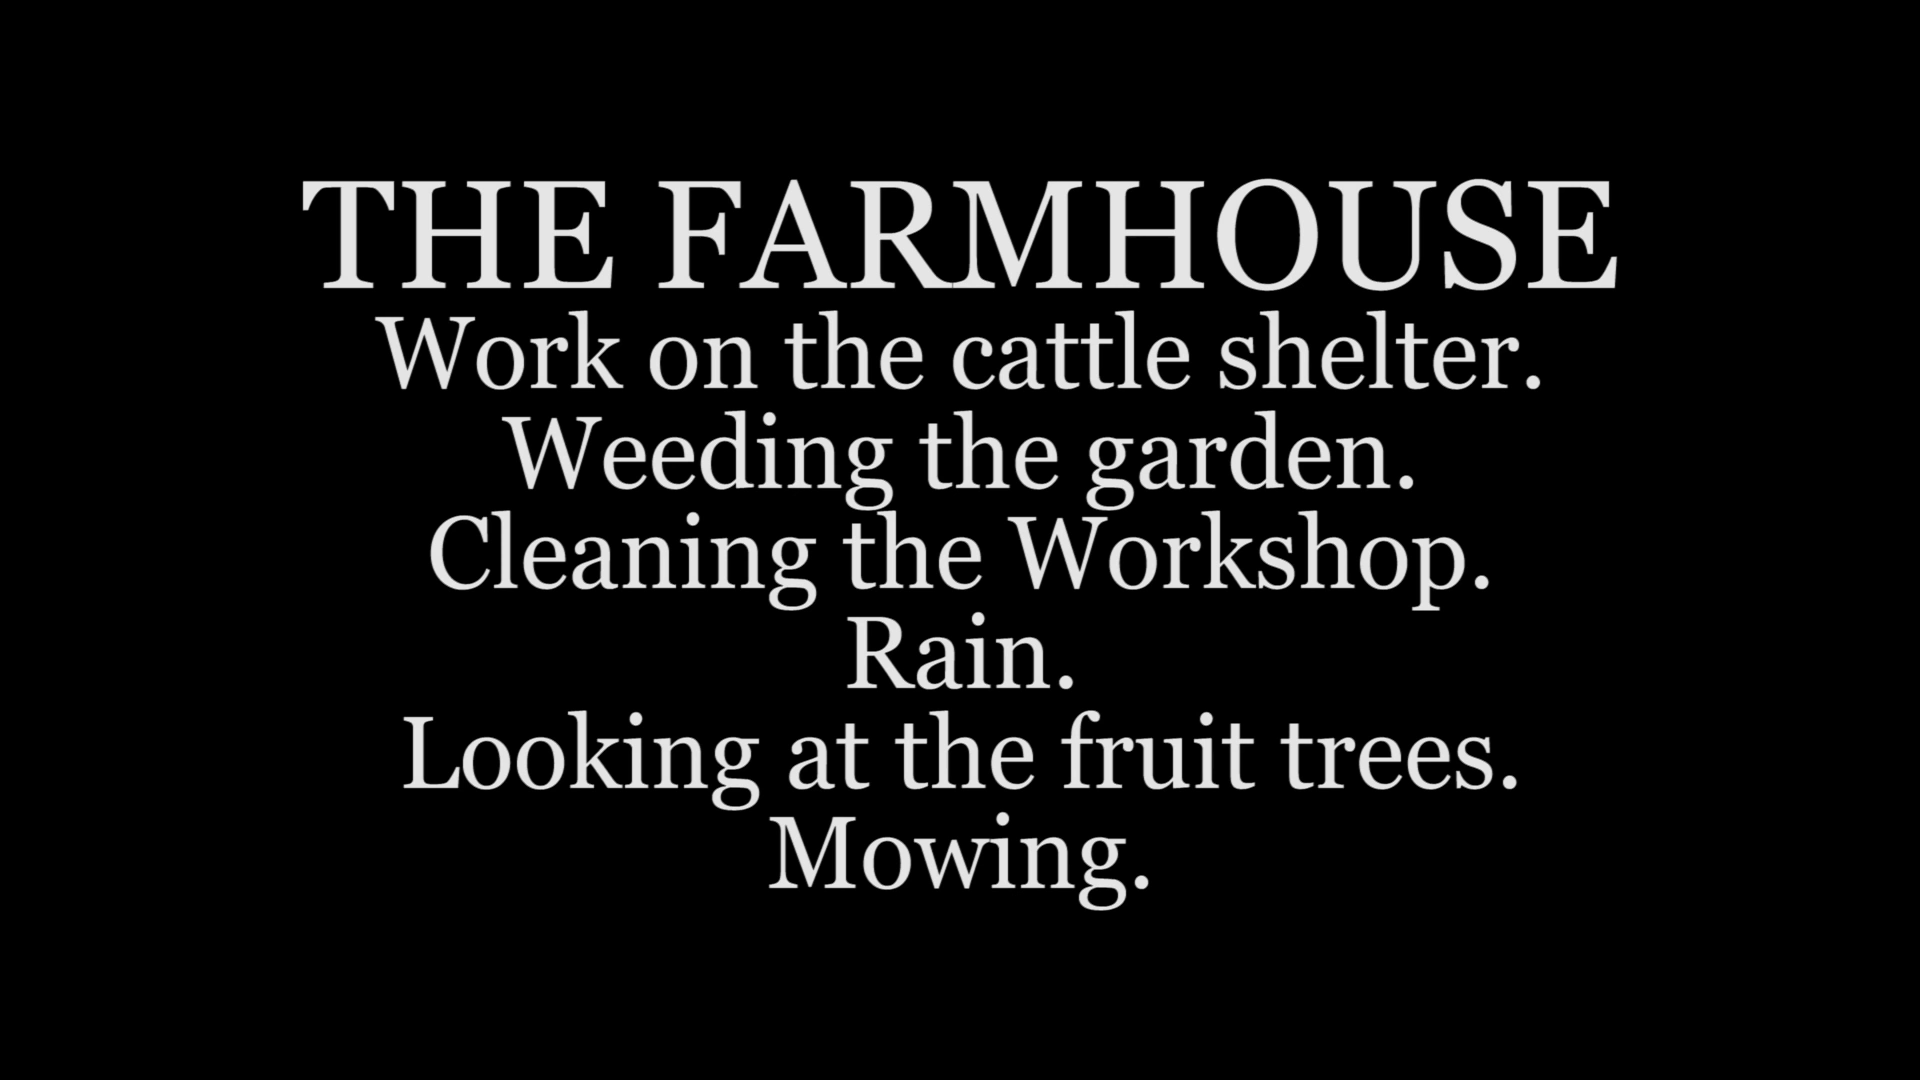 THE FARMHOUSE
Work on the cattle shelter.
Weeding the garden.
Cleaning the Workshop.
Rain.
Looking at the fruit trees.
Mowing.